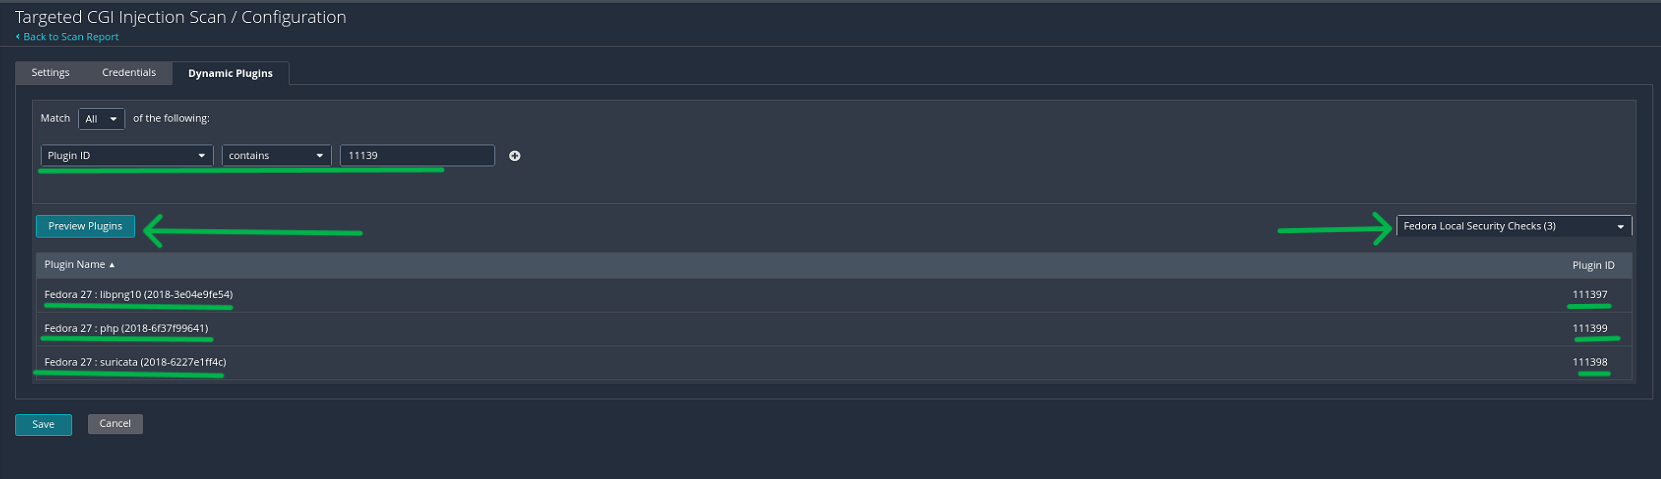 Targeted CGI Injection Scan / Configuration
‹ Back to Scan Report
Settings Credentials Dynamic Plugins
Match All of the following:
Plugin ID contains 11139
Preview Plugins Fedora Local Security Checks (3)
Plugin Name Plugin ID
Fedora 27 : libpng10 (2018-3e04e9fe54) 111397
Fedora 27 : php (2018-6f37f99641) 111399
Fedora 27 : suricata (2018-6227e1ff4c) 111398
Save Cancel